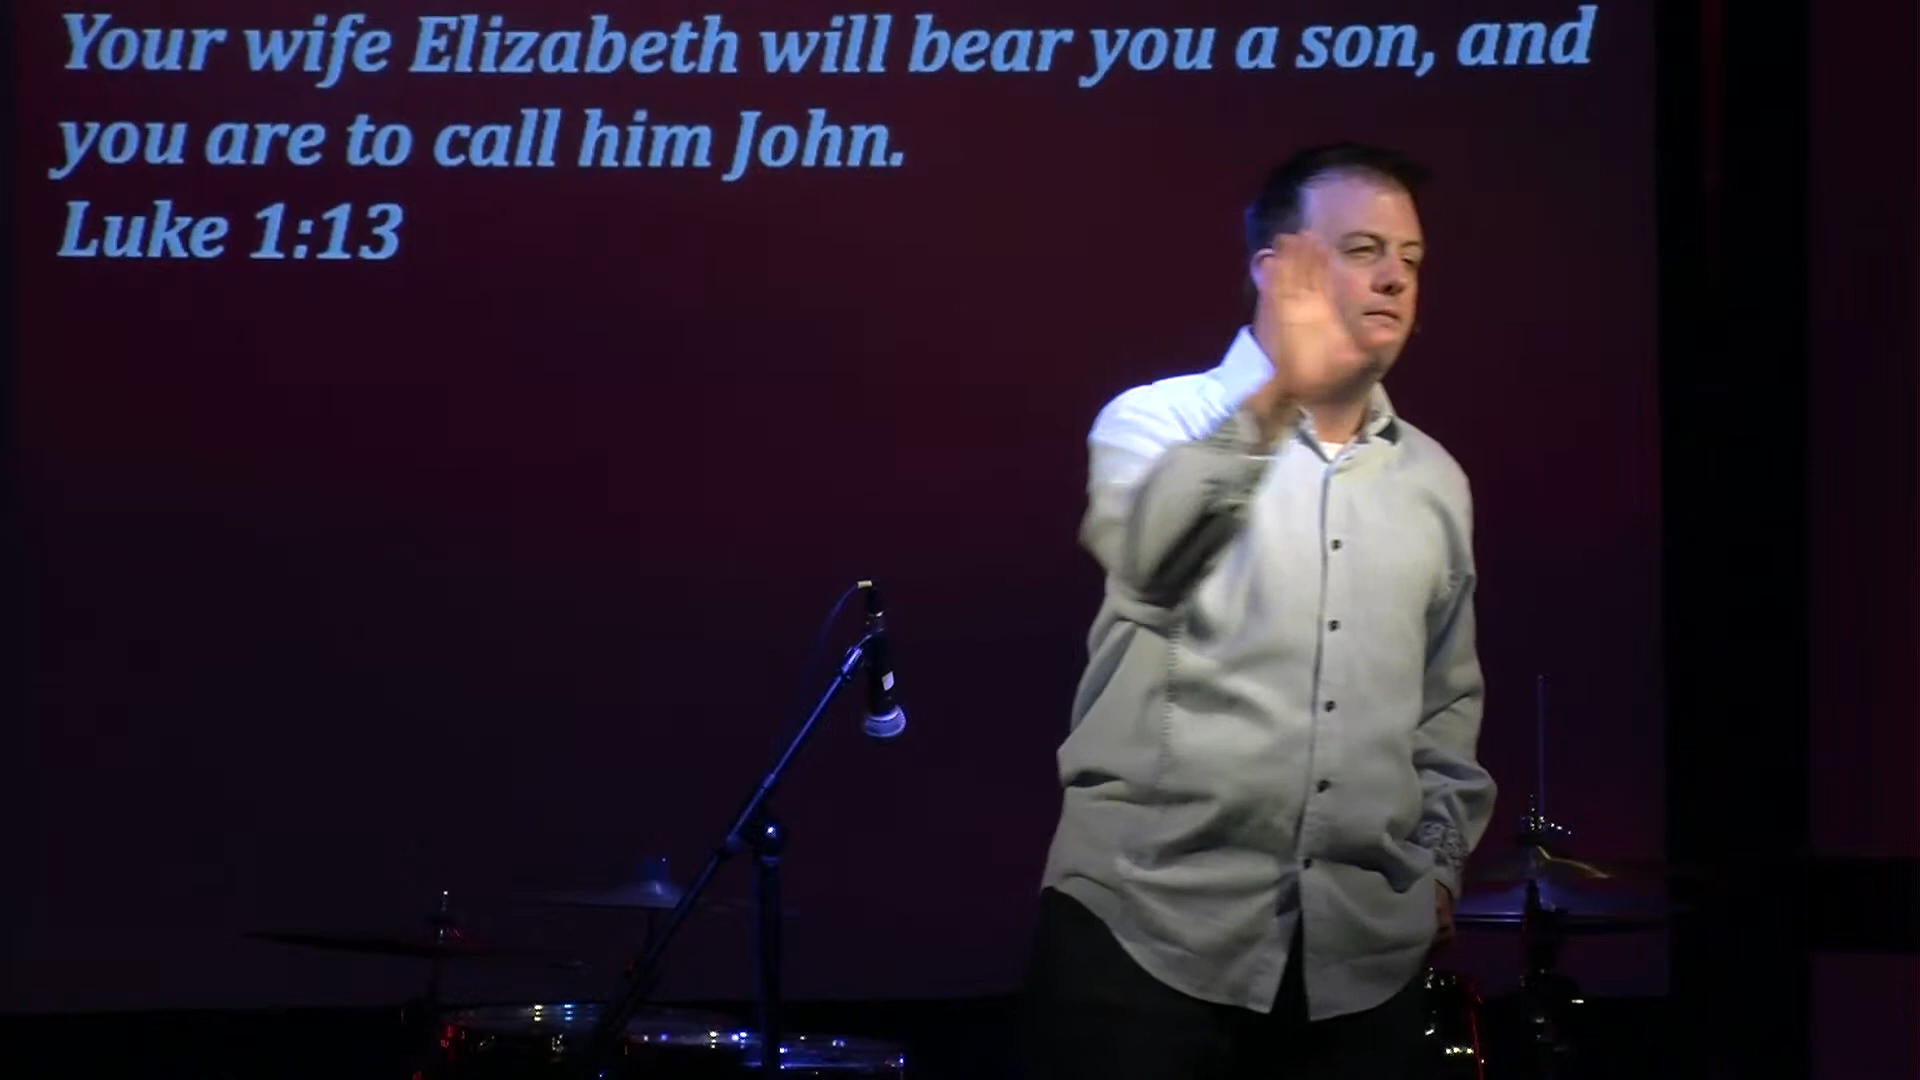 Your wife Elizabeth will bear you a son, and
you are to call him John.
Luke 1:13